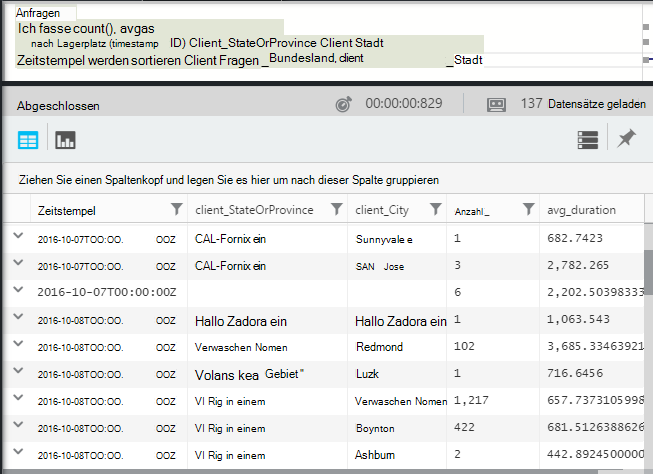 Anfragen
Ich fasse count(), avgas
nach Lagerplatz (timestamp ID) Client_StateOrProvince Client Stadt
Zeitstempel werden sortieren Client Fragen _Bundesland, client _Stadt
Abgeschlossen 00:00:00:829 137 Datensätze geladen
Ziehen Sie einen Spaltenkopf und legen Sie es hier um nach dieser Spalte gruppieren
Zeitstempel client_StateOrProvince client_City Anzahl_ avg_duration
2016-10-07TOO:OO. OOZ CAL-Fornix ein Sunnyvale e 1 682.7423
2016-10-07TOO:OO. OOZ CAL-Fornix ein SAN Jose 3 2,782.265
2016-10-07T00:00:00Z 6 2,202.50398333
2016-10-08TOO:OO. OOZ Hallo Zadora ein Hallo Zadora ein 1 1,063.543
2016-10-08TOO:OO. OOZ Verwaschen Nomen Redmond 102 3,685.33463921
2016-10-08TOO:OO. OOZ Volans kea Gebiet" Luzk 1 716.6456
2016-10-08TOO:OO. OOZ VI Rig in einem Verwaschen Nomen 1,217 657.7373105998
2016-10-08TOO:OO. OOZ VI Rig in einem Boynton 422 681.5126388626
2016-10-08TOO:OO. OOZ VI Rig in einem Ashbum 2 442.8924500000